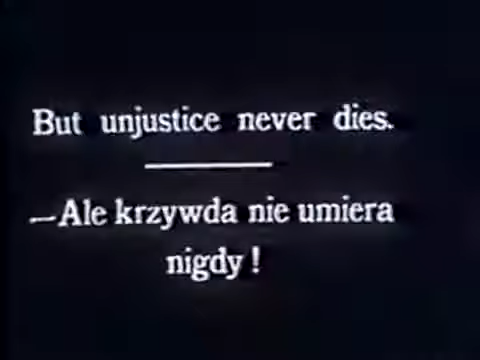 But unjustice never dies.
—Ale krzywda nie umiera
nigdy !